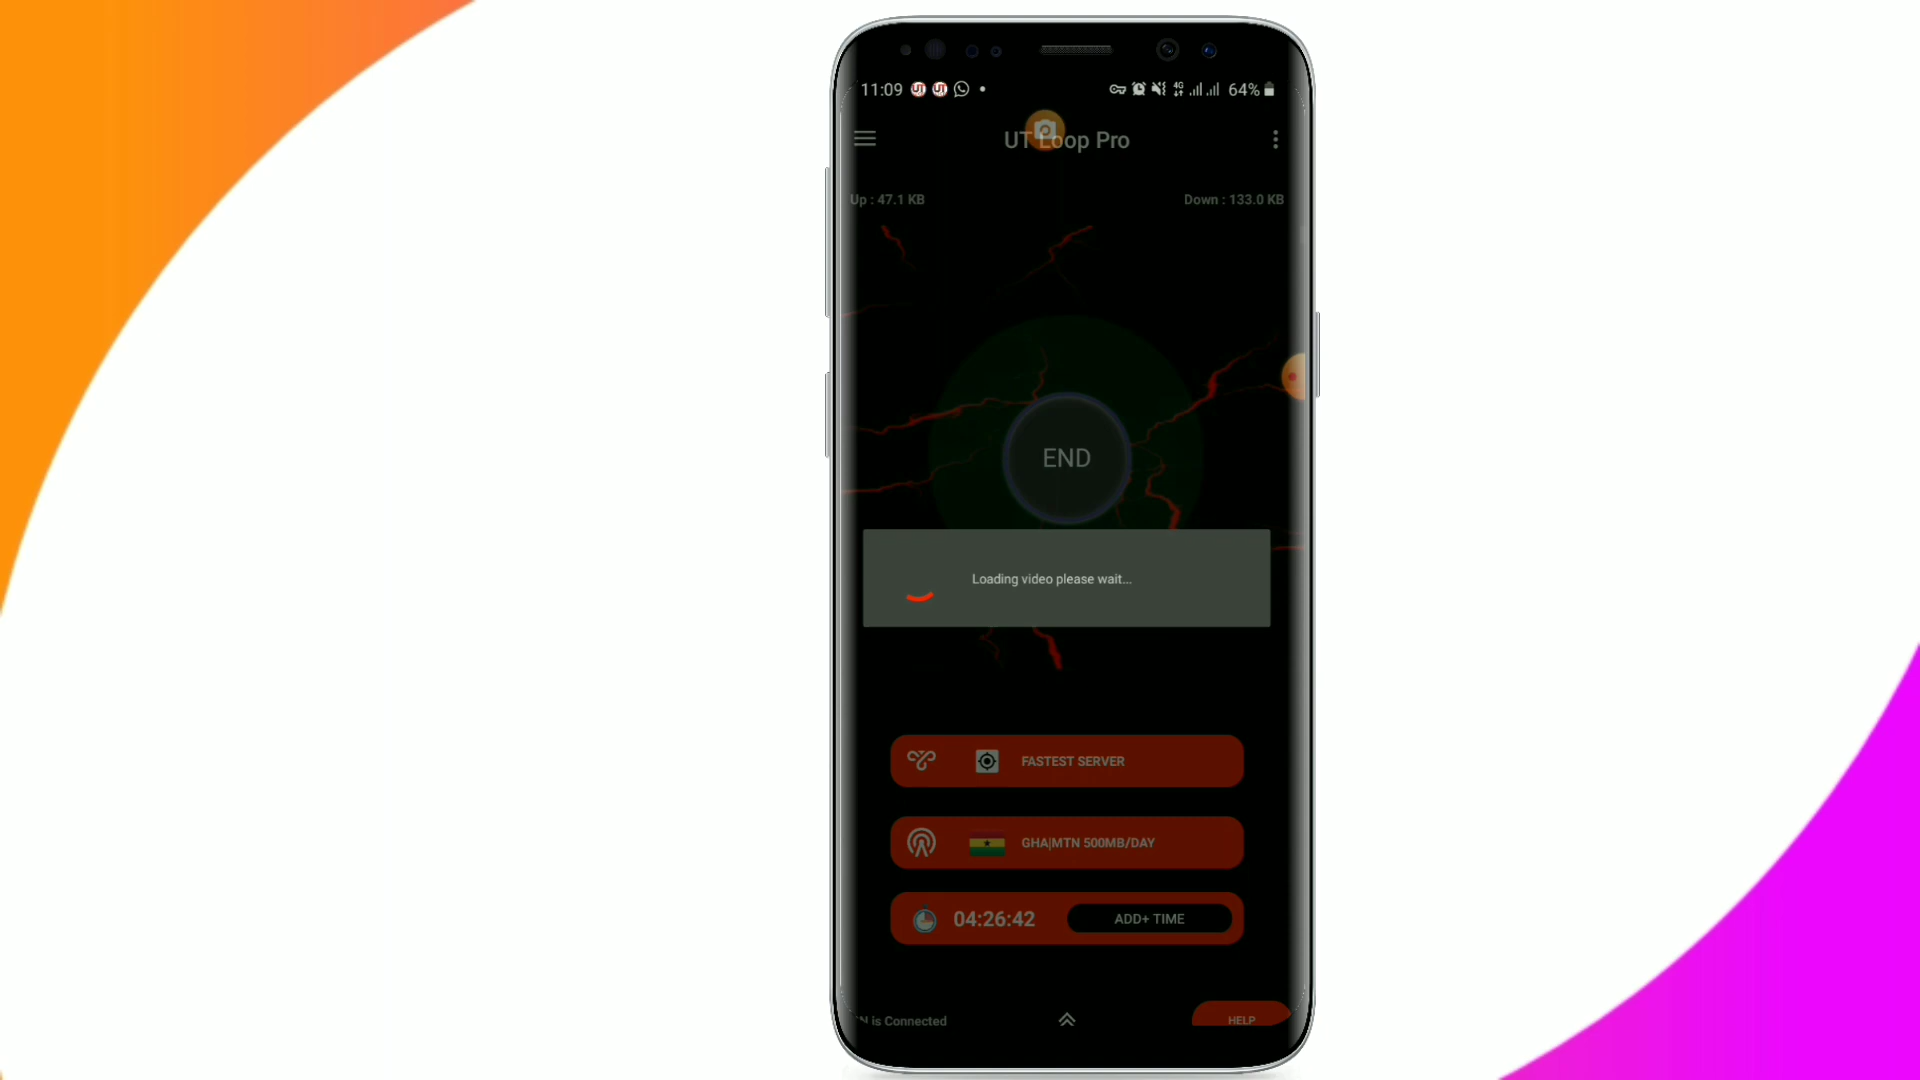 11:09
4G
64%
UT Loop Pro
Up : 47.1 KB
Down : 133.0 KB
END
Loading video please wait...
FASTEST SERVER
GHA|MTN 500MB/DAY
04:26:42
ADD+ TIME
is Connected
HELP